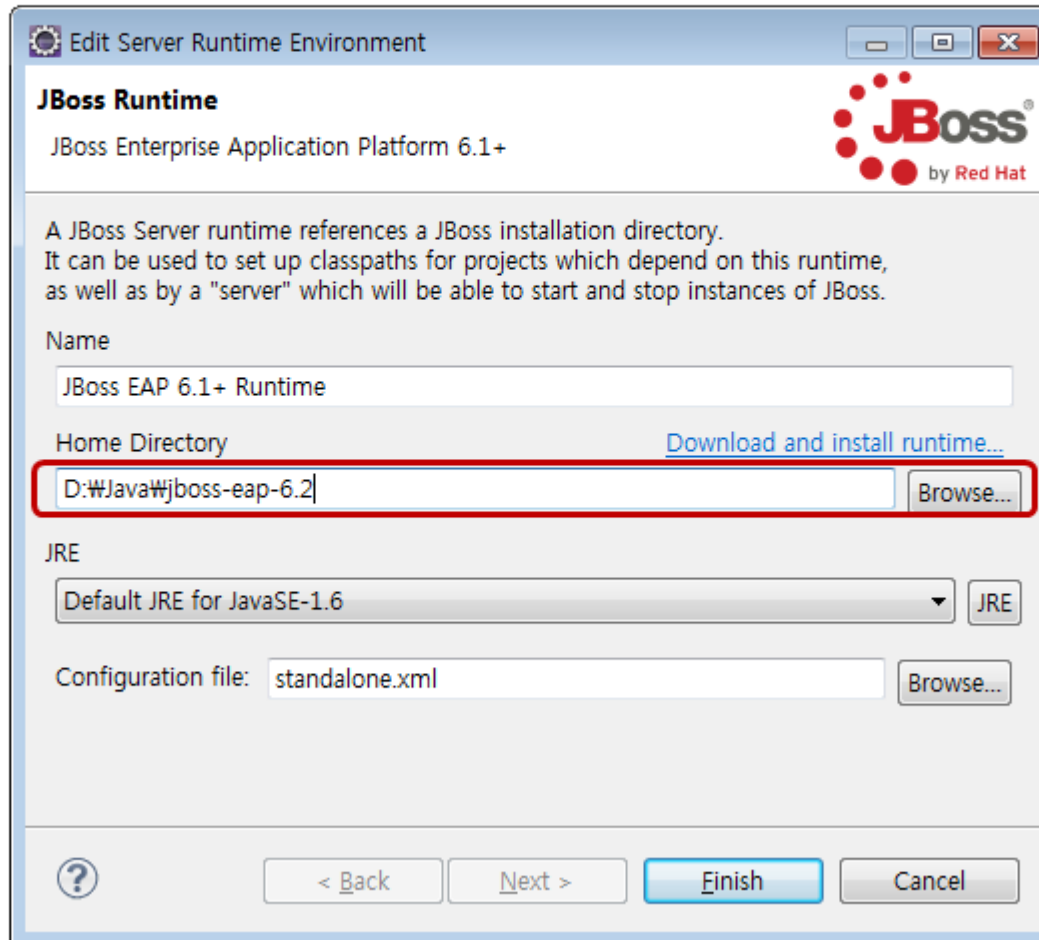 Edit Server Runtime Environment
JBoss Runtime
JBoss Enterprise Application Platform 6.1+
JBoss®
by Red Hat
A JBoss Server runtime references a JBoss installation directory.
It can be used to set up classpaths for projects which depend on this runtime,
as well as by a "server" which will be able to start and stop instances of JBoss.
Name
JBoss EAP 6.1+ Runtime
Home Directory Download and install runtime...
D:₩Java₩jboss-eap-6.2 Browse...
JRE
Default JRE for JavaSE-1.6 JRE
Configuration file: standalone.xml Browse...
? < Back Next > Finish Cancel